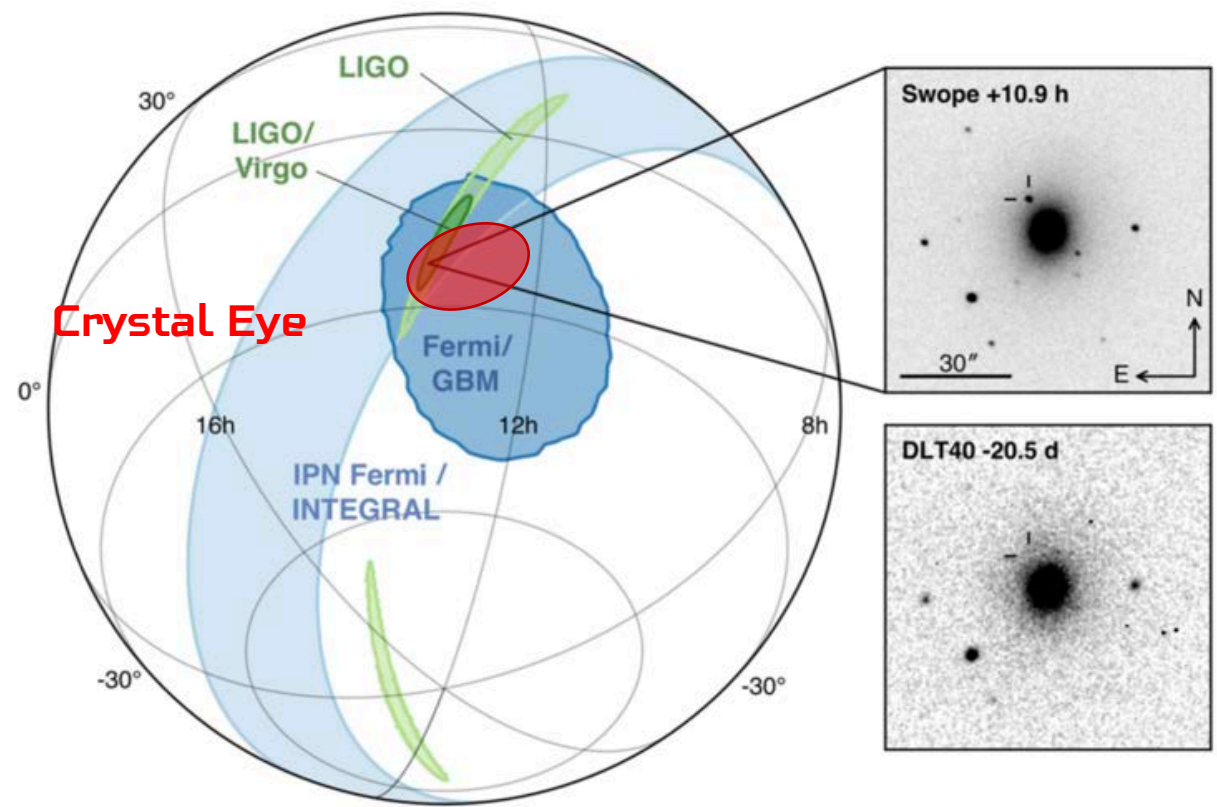 LIGO
30°
LIGO/
Virgo
Crystal Eye
Fermi/
GBM
0°
16h
12h
8h
IPN Fermi /
INTEGRAL
-30°
-30°
Swope +10.9 h
N
30"
E
DLT40 -20.5 d